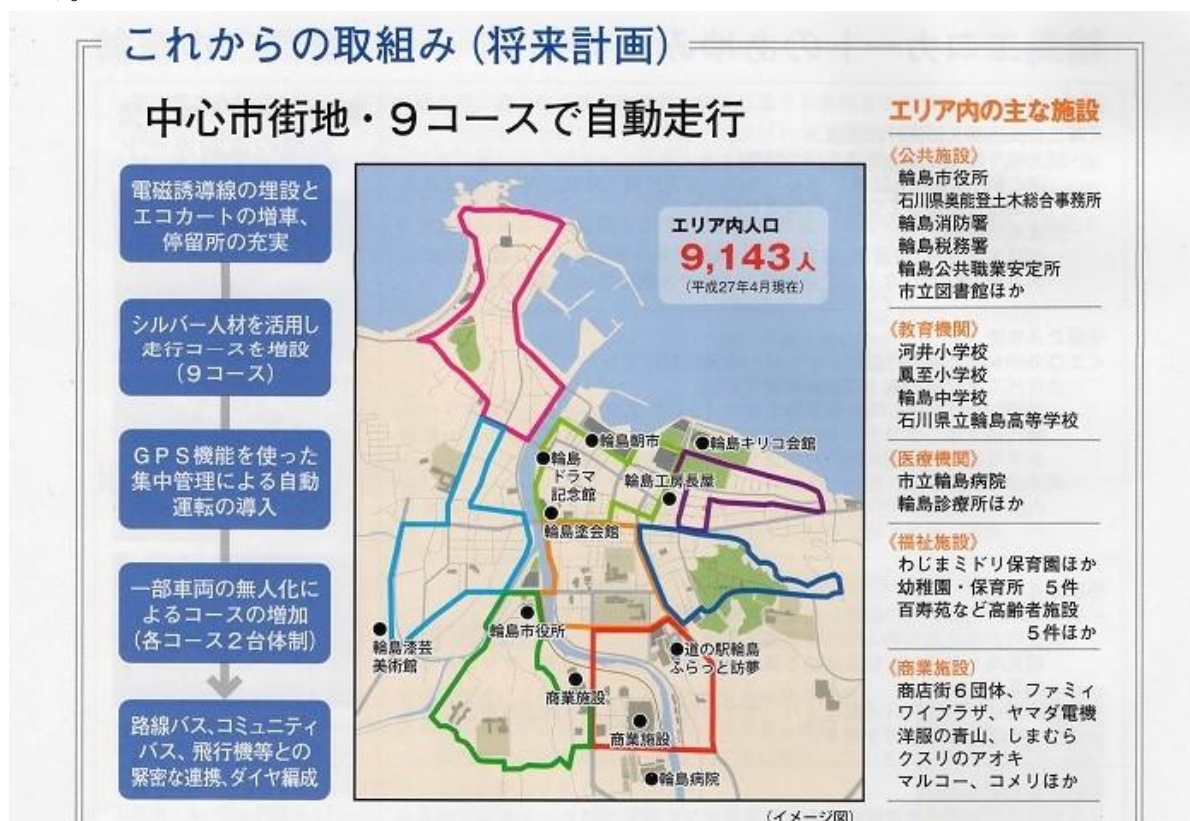 これからの取組み(将来計画)
中心市街地・9コースで自動走行
電磁誘導線の埋設と
エコカートの増車、
停留所の充実
シルバー人材を活用し
走行コースを増設
(9コース)
GPS機能を使った
集中管理による自動
運転の導入
一部車両の無人化に
よるコースの増加
(各コース2台体制)
路線バス、コミュニティ
バス、飛行機等との
緊密な連携、ダイヤ編成
エリア内人口
9,143人
(平成27年4月現在)
輪島朝市
輪島キリコ会館
輪島
ドラマ
記念館
輪島工房長屋
輪島塗会館
輪島市役所
輪島漆芸
美術館
道の駅輪島
ふらっと訪夢
商業施設
商業施設
輪島病院
(イメージ図)
エリア内の主な施設
〈公共施設〉
輪島市役所
石川県奥能登土木総合事務所
輪島消防署
輪島税務署
輪島公共職業安定所
市立図書館ほか
〈教育機関〉
河井小学校
鳳至小学校
輪島中学校
石川県立輪島高等学校
〈医療機関〉
市立輪島病院
輪島診療所ほか
〈福祉施設〉
わじまミドリ保育園ほか
幼稚園・保育所 5件
百寿苑など高齢者施設
5件ほか
〈商業施設〉
商店街6団体、ファミィ
ワイプラザ、ヤマダ電機
洋服の青山、しまむら
クスリのアオキ
マルコー、コメリほか